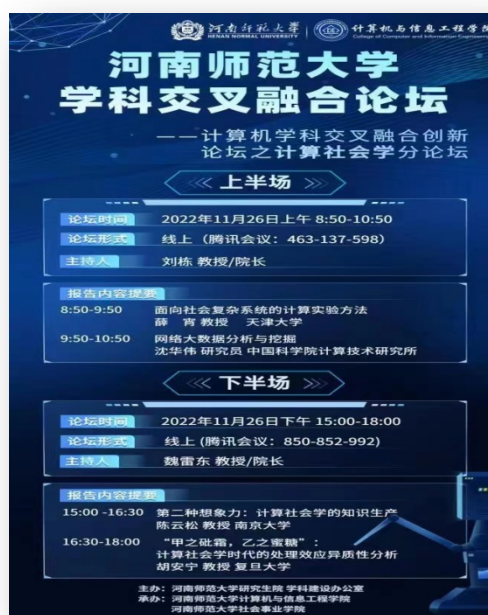 河南师范大学
HENAN NORMAL UNIVERSITY
计算机与信息工程学院
College of Computer and Information Engineering
河南师范大学
学科交叉融合论坛
——计算机学科交叉融合创新
论坛之计算社会学分论坛
上半场
论坛时间 2022年11月26日上午 8:50-10:50
论坛形式 线上（腾讯会议：463-137-598）
主持人 刘栋 教授/院长
报告内容提要
8:50-9:50 面向社会复杂系统的计算实验方法
薛 霄 教授 天津大学
9:50-10:50 网络大数据分析与挖掘
沈华伟 研究员 中国科学院计算技术研究所
下半场
论坛时间 2022年11月26日下午 15:00-18:00
论坛形式 线上(腾讯会议：850-852-992)
主持人 魏雷东 教授/院长
报告内容提要
15:00 -16:30 第二种想象力：计算社会学的知识生产
陈云松 教授 南京大学
16:30-18:00 “甲之砒霜，乙之蜜糖”：
计算社会学时代的处理效应异质性分析
胡安宁 教授 复旦大学
主办：河南师范大学研究生院 学科建设办公室
承办：河南师范大学计算机与信息工程学院
河南师范大学社会事业学院